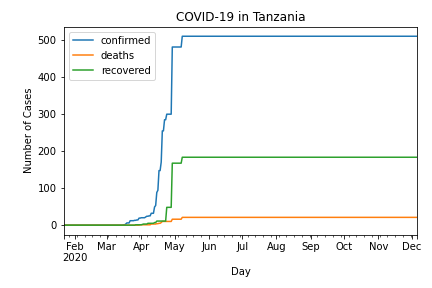 COVID-19 in Tanzania
confirmed
deaths
recovered
Number of Cases
500
400
300
200
100
0
Feb Mar Apr May Jun Jul Aug Sep Oct Nov Dec
2020
Day